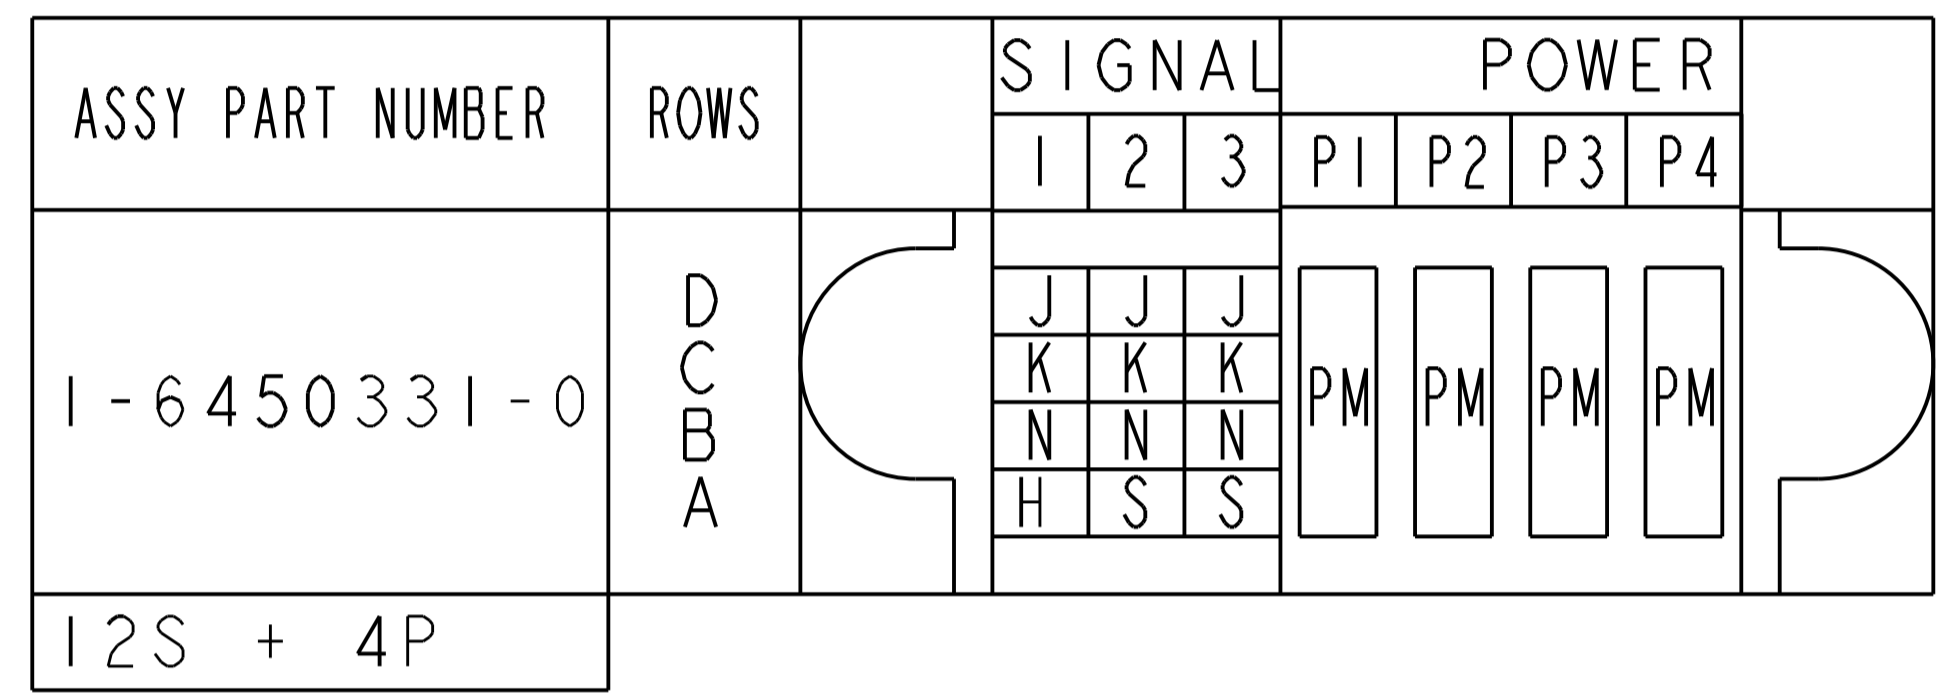 ASSY PART NUMBER ROWS SIGNAL POWER
1 2 3 P1 P2 P3 P4
1-6450331-0
D J J J
C K K K
PM PM PM PM
B N N N
A H S S
12S + 4P